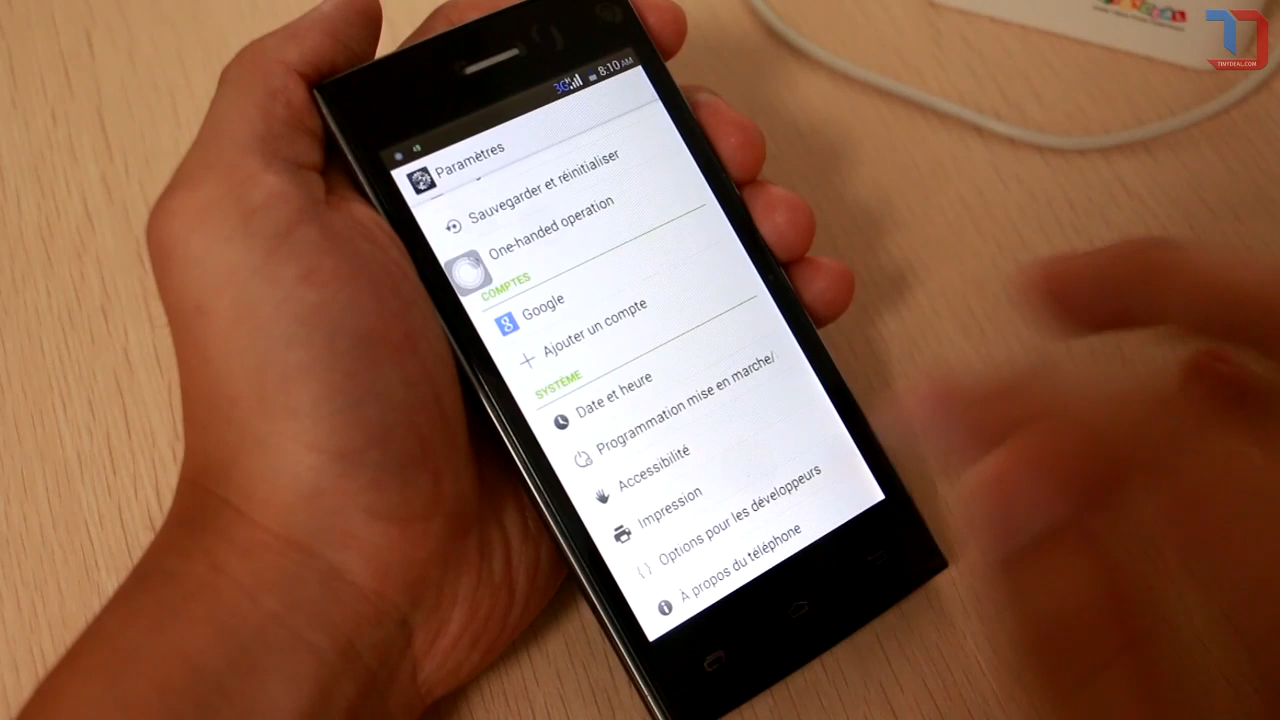 TINYDEAL.COM
3G
8:10 AM
Paramètres
Sauvegarder et réinitialiser
One-handed operation
COMPTES
Google
Ajouter un compte
SYSTÈME
Date et heure
Programmation mise en marche/
Accessibilité
Impression
Options pour les développeurs
À propos du téléphone